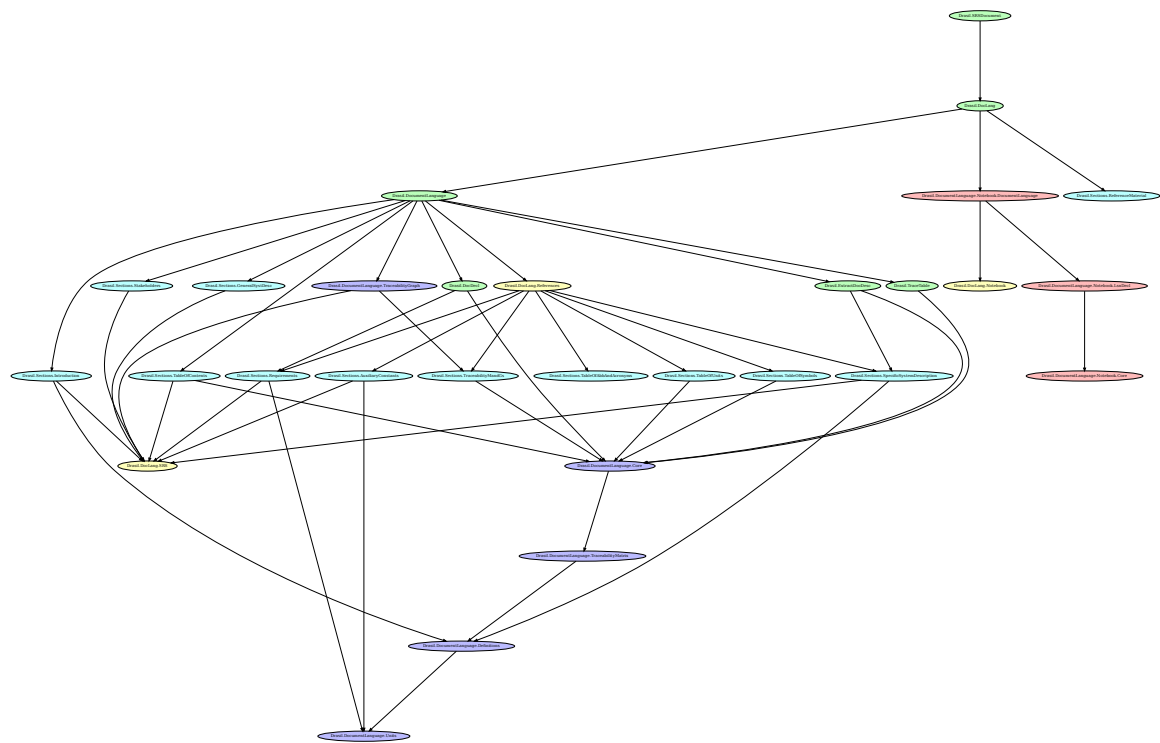 Drasil.SRSDocument
Drasil.DocLang
Drasil.DocumentLanguage
Drasil.DocumentLanguage.Notebook.DocumentLanguage
Drasil.Sections.ReferenceMaterial
Drasil.Sections.Stakeholders
Drasil.Sections.GeneralSystDesc
Drasil.DocumentLanguage.TraceabilityGraph
Drasil.DocDecl
Drasil.DocLang.References
Drasil.ExtractDocDesc
Drasil.TraceTable
Drasil.DocLang.Notebook
Drasil.DocumentLanguage.Notebook.LsnDecl
Drasil.Sections.Introduction
Drasil.Sections.TableOfContents
Drasil.Sections.Requirements
Drasil.Sections.AuxiliaryConstants
Drasil.Sections.TraceabilityMandGs
Drasil.Sections.TableOfAbbAndAcronyms
Drasil.Sections.TableOfUnits
Drasil.Sections.TableOfSymbols
Drasil.Sections.SpecificSystemDescription
Drasil.DocumentLanguage.Notebook.Core
Drasil.DocLang.SRS
Drasil.DocumentLanguage.Core
Drasil.DocumentLanguage.TraceabilityMatrix
Drasil.DocumentLanguage.Definitions
Drasil.DocumentLanguage.Units